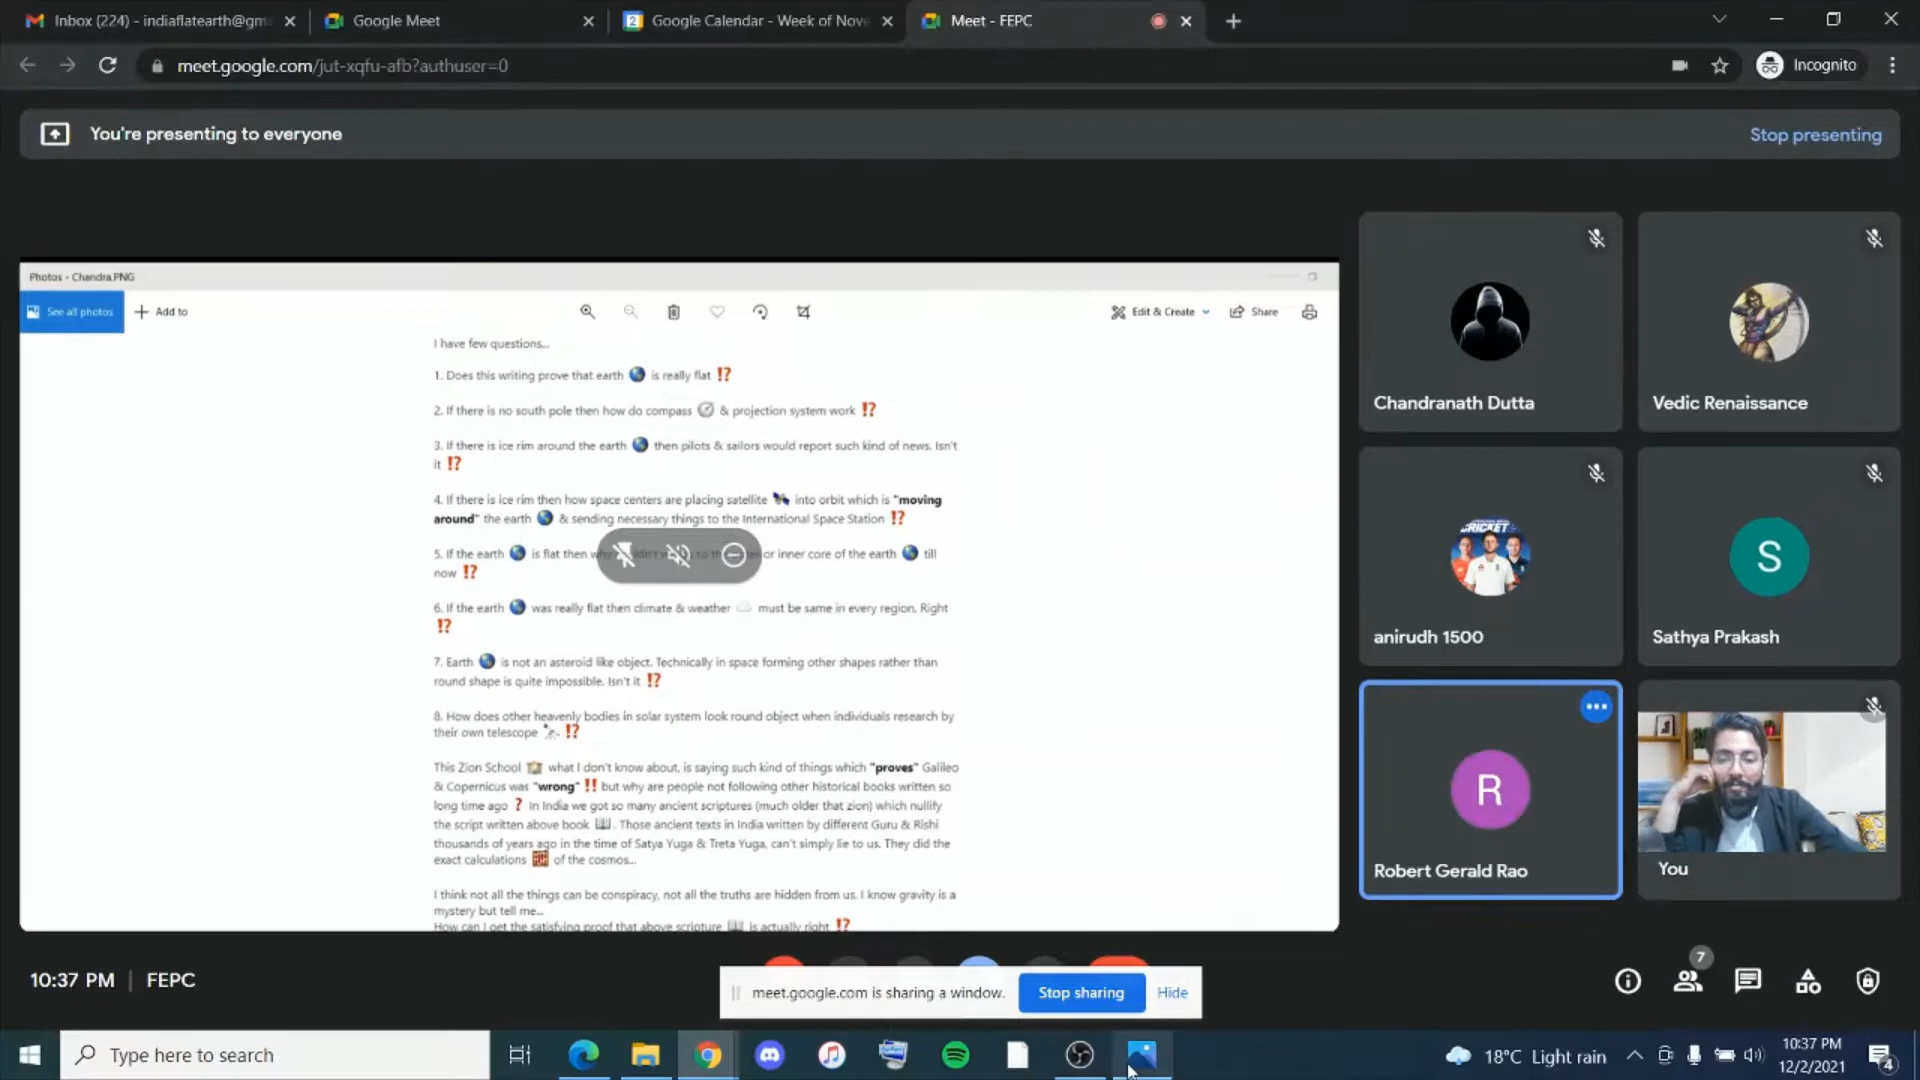 Inbox (224) - indiaflatearth@gm
Google Meet
Google Calendar - Week of Nove
Meet - FEPC
meet.google.com/jut-xqfu-afb?authuser=0
Incognito
You're presenting to everyone
Stop presenting
Photos - Chandra.PNG
See all photos
Add to
Edit & Create
Share
I have few questions...
1. Does this writing prove that earth 🌎 is really flat ⁉️
2. If there is no south pole then how do compass 🧭 & projection system work ⁉️
3. If there is ice rim around the earth 🌎 then pilots & sailors would report such kind of news. Isn't
it ⁉️
4. If there is ice rim then how space centers are placing satellite 🛰️ into orbit which is "moving
around" the earth 🌎 & sending necessary things to the International Space Station ⁉️
5. If the earth 🌎 is flat then or inner core of the earth 🌎 till
now ⁉️
6. If the earth 🌎 was really flat then climate & weather ☁️ must be same in every region. Right
⁉️
7. Earth 🌎 is not an asteroid like object. Technically in space forming other shapes rather than
round shape is quite impossible. Isn't it ⁉️
8. How does other heavenly bodies in solar system look round object when individuals research by
their own telescope 🔭 ⁉️
This Zion School 🏫 what I don't know about, is saying such kind of things which "proves" Galileo
& Copernicus was "wrong" ‼️ but why are people not following other historical books written so
long time ago ❓ In India we got so many ancient scriptures (much older that zion) which nullify
the script written above book 📖 . Those ancient texts in India written by different Guru & Rishi
thousands of years ago in the time of Satya Yuga & Treta Yuga, can't simply lie to us. They did the
exact calculations 🧮 of the cosmos...
I think not all the things can be conspiracy, not all the truths are hidden from us. I know gravity is a
mystery but tell me...
How can I get the satisfying proof that above scripture 📖 is actually right ⁉️
Chandranath Dutta
Vedic Renaissance
CRICKET
anirudh 1500
S
Sathya Prakash
R
Robert Gerald Rao
You
10:37 PM | FEPC
meet.google.com is sharing a window.
Stop sharing
Hide
7
Type here to search
18°C Light rain
10:37 PM
12/2/2021
4